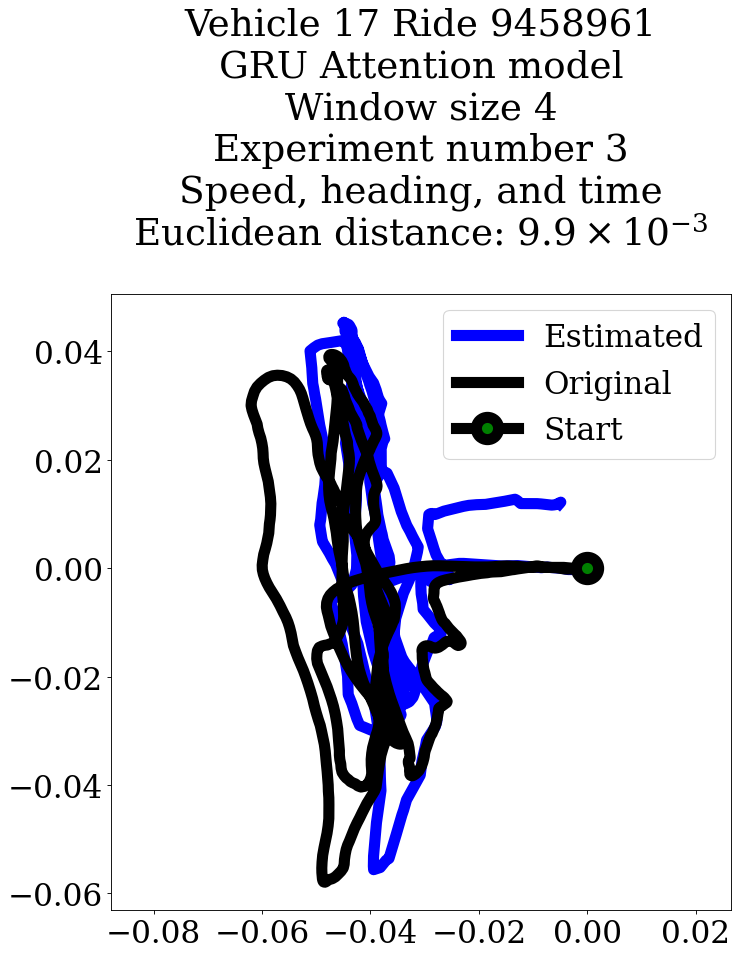 Vehicle 17 Ride 9458961
GRU Attention model
Window size 4
Experiment number 3
Speed, heading, and time
Euclidean distance: 9.9 × 10⁻³
Estimated
Original
Start
0.04
0.02
0.00
−0.02
−0.04
−0.06
−0.08 −0.06 −0.04 −0.02 0.00 0.02